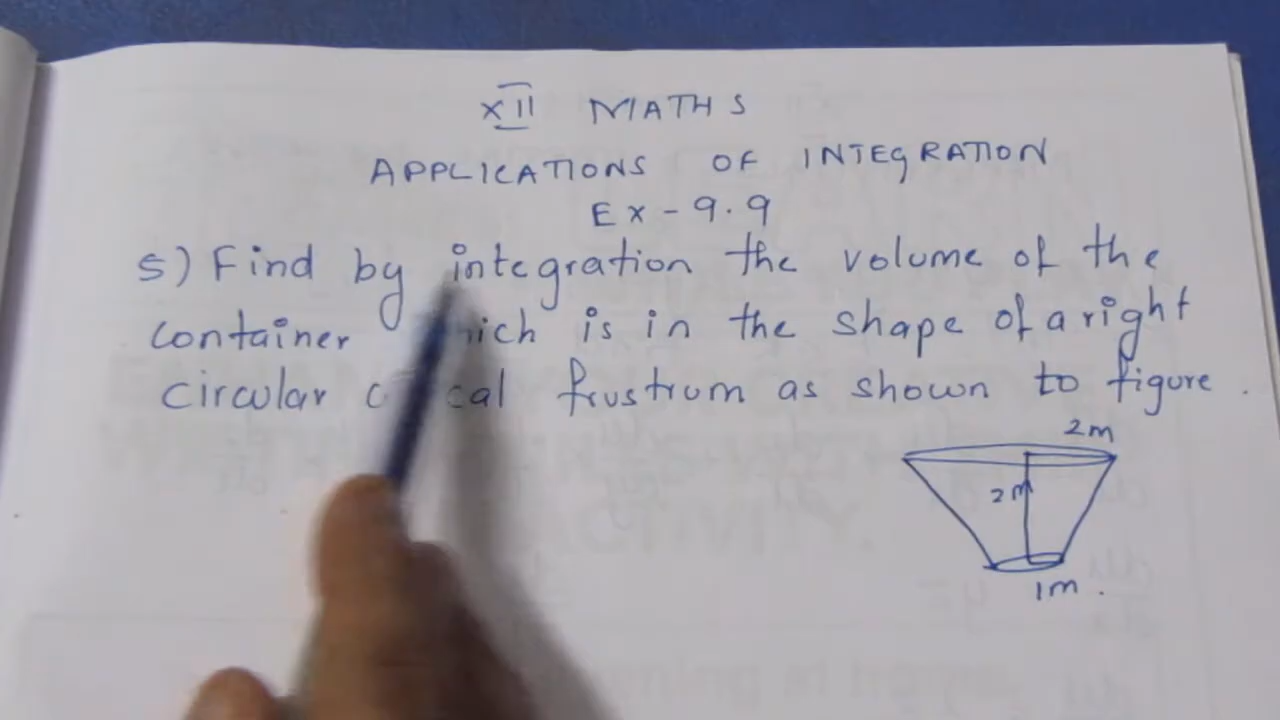 XII MATHS
APPLICATIONS OF INTEGRATION
Ex-9.9
5) Find by integration the volume of the
container is in the shape of a right
circular frustrum as shown to figure.
2m
2m
1m.